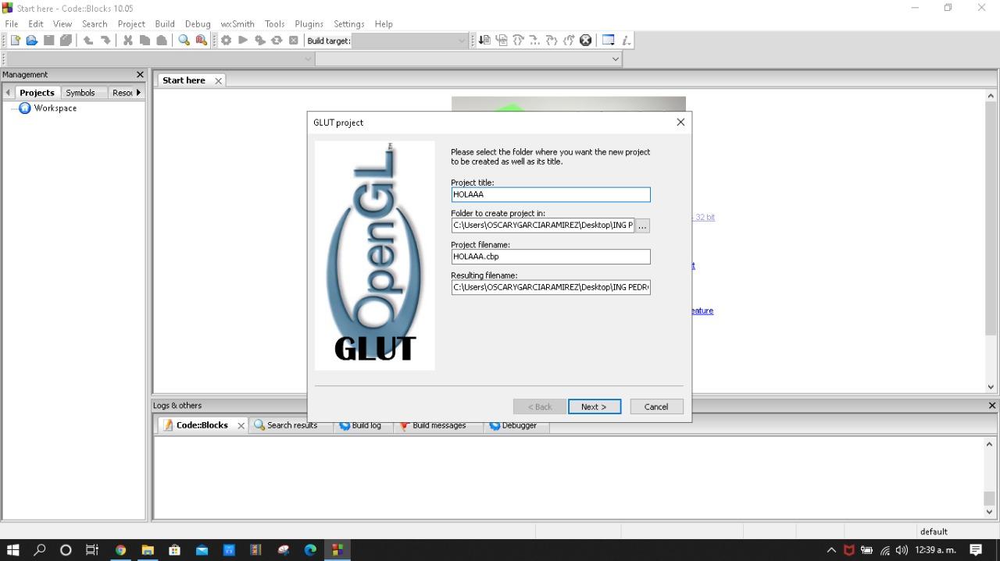 Start here - Code::Blocks 10.05
File Edit View Search Project Build Debug wxSmith Tools Plugins Settings Help
Build target:
Management
Projects Symbols Resou
Workspace
Start here
GLUT project
OpenGL
GLUT
Please select the folder where you want the new project
to be created as well as its title.
Project title:
HOLAAA
Folder to create project in:
C:\Users\OSCARYGARCIARAMIREZ\Desktop\ING P
...
Project filename:
HOLAAA.cbp
Resulting filename:
C:\Users\OSCARYGARCIARAMIREZ\Desktop\ING PEDR
< Back Next > Cancel
- 32 bit
eature
Logs & others
Code::Blocks Search results Build log Build messages Debugger
default
12:39 a. m.